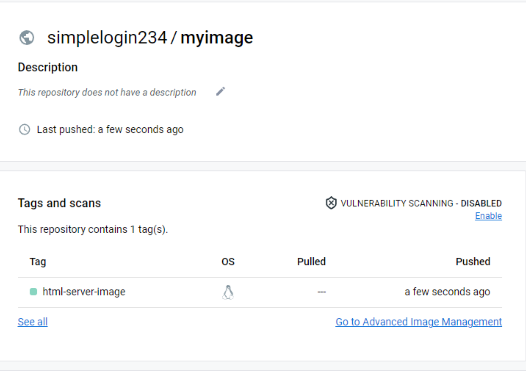 simplelogin234 / myimage
Description
This repository does not have a description
Last pushed: a few seconds ago
Tags and scans
VULNERABILITY SCANNING - DISABLED
Enable
This repository contains 1 tag(s).
Tag OS Pulled Pushed
html-server-image --- a few seconds ago
See all Go to Advanced Image Management